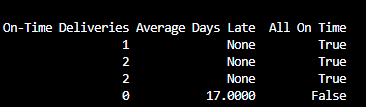 On-Time Deliveries Average Days Late All On Time
1 None True
2 None True
2 None True
0 17.0000 False